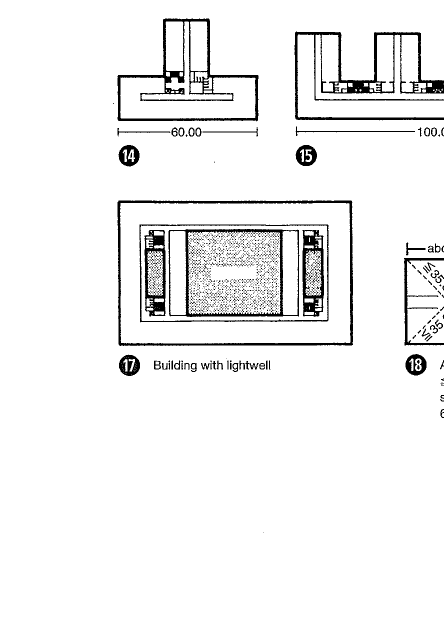 60.00
100.0
14
15
17 Building with lightwell
abo
≤ 35.
≤ 35.
18 A
≤
s
6